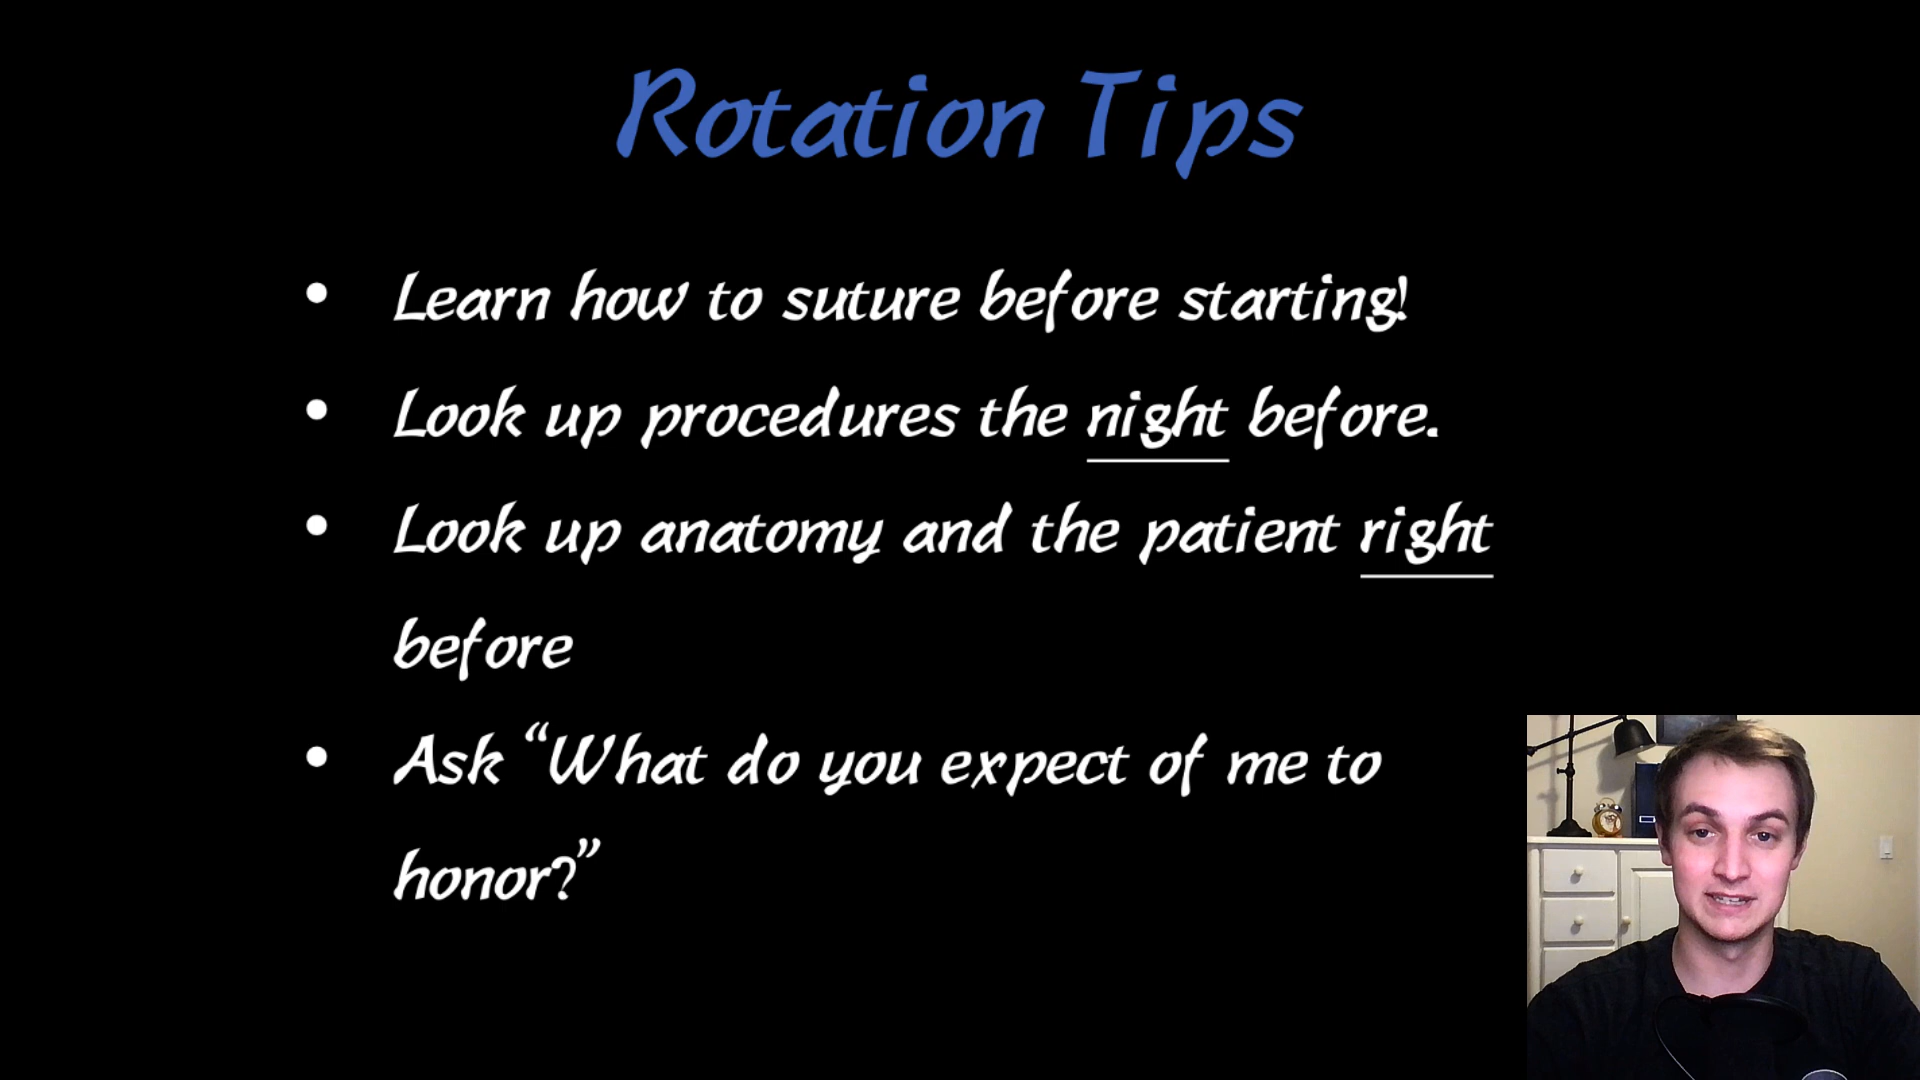 Rotation Tips
• Learn how to suture before starting!
• Look up procedures the night before.
• Look up anatomy and the patient right
before
• Ask “What do you expect of me to
honor?”